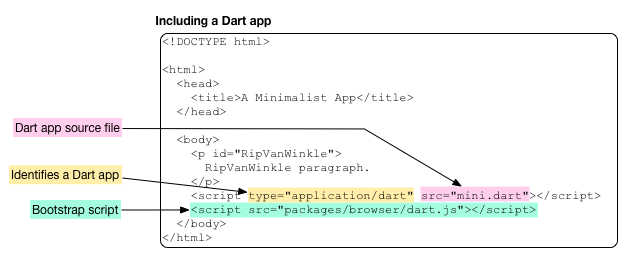 Including a Dart app
<!DOCTYPE html>
<html>
<head>
<title>A Minimalist App</title>
</head>
Dart app source file
<body>
<p id="RipVanWinkle">
RipVanWinkle paragraph.
Identifies a Dart app
</p>
<script type="application/dart" src="mini.dart"></script>
Bootstrap script
<script src="packages/browser/dart.js"></script>
</body>
</html>